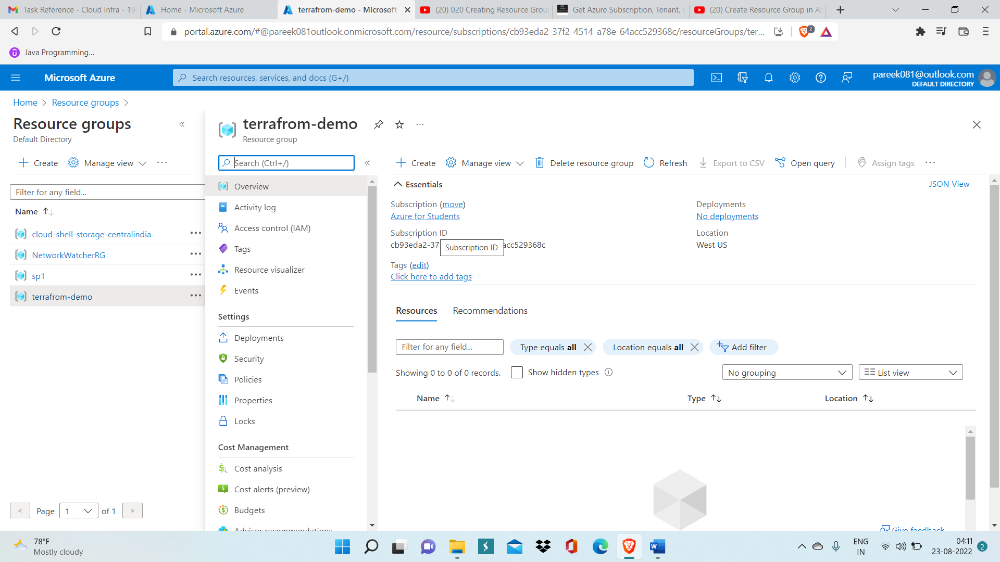 Task Reference - Cloud Infra - 19
Home - Microsoft Azure
terrafrom-demo - Microsoft
(20) 020 Creating Resource Grou
Get Azure Subscription, Tenant, C
(20) Create Resource Group in Az
portal.azure.com/#@pareek081outlook.onmicrosoft.com/resource/subscriptions/cb93eda2-37f2-4514-a78e-64acc529368c/resourceGroups/ter...
2
Java Programming...
Microsoft Azure
Search resources, services, and docs (G+/)
pareek081@outlook.com
DEFAULT DIRECTORY
Home
Resource groups
Resource groups
Default Directory
Create
Manage view
Filter for any field...
Name
cloud-shell-storage-centralindia
NetworkWatcherRG
sp1
terrafrom-demo
< Page 1 of 1 >
terrafrom-demo
Resource group
Search (Ctrl+/)
Overview
Activity log
Access control (IAM)
Tags
Resource visualizer
Events
Settings
Deployments
Security
Policies
Properties
Locks
Cost Management
Cost analysis
Cost alerts (preview)
Budgets
Advisor recommendations
Create
Manage view
Delete resource group
Refresh
Export to CSV
Open query
Assign tags
Essentials
JSON View
Subscription (move)
Azure for Students
Subscription ID
cb93eda2-37
Subscription ID
acc529368c
Tags (edit)
Click here to add tags
Deployments
No deployments
Location
West US
Resources
Recommendations
Filter for any field...
Type equals all
Location equals all
Add filter
Showing 0 to 0 of 0 records.
Show hidden types
No grouping
List view
Name
Type
Location
Give feedback
78°F
Mostly cloudy
ENG
IN
04:11
23-08-2022
2